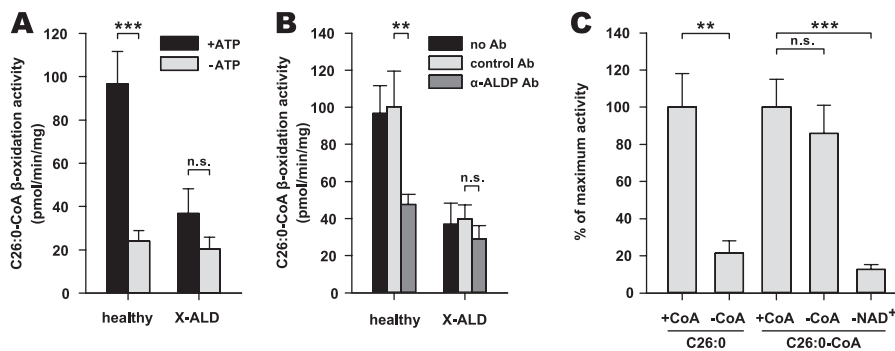 A
C26:0-CoA β-oxidation activity
(pmol/min/mg)
120
100
80
60
40
20
0
***
+ATP
-ATP
n.s.
healthy X-ALD
B
C26:0-CoA β-oxidation activity
(pmol/min/mg)
140
120
100
80
60
40
20
0
**
no Ab
control Ab
α-ALDP Ab
n.s.
healthy X-ALD
C
% of maximum activity
140
120
100
80
60
40
20
0
**
***
n.s.
+CoA -CoA +CoA -CoA -NAD+
C26:0 C26:0-CoA